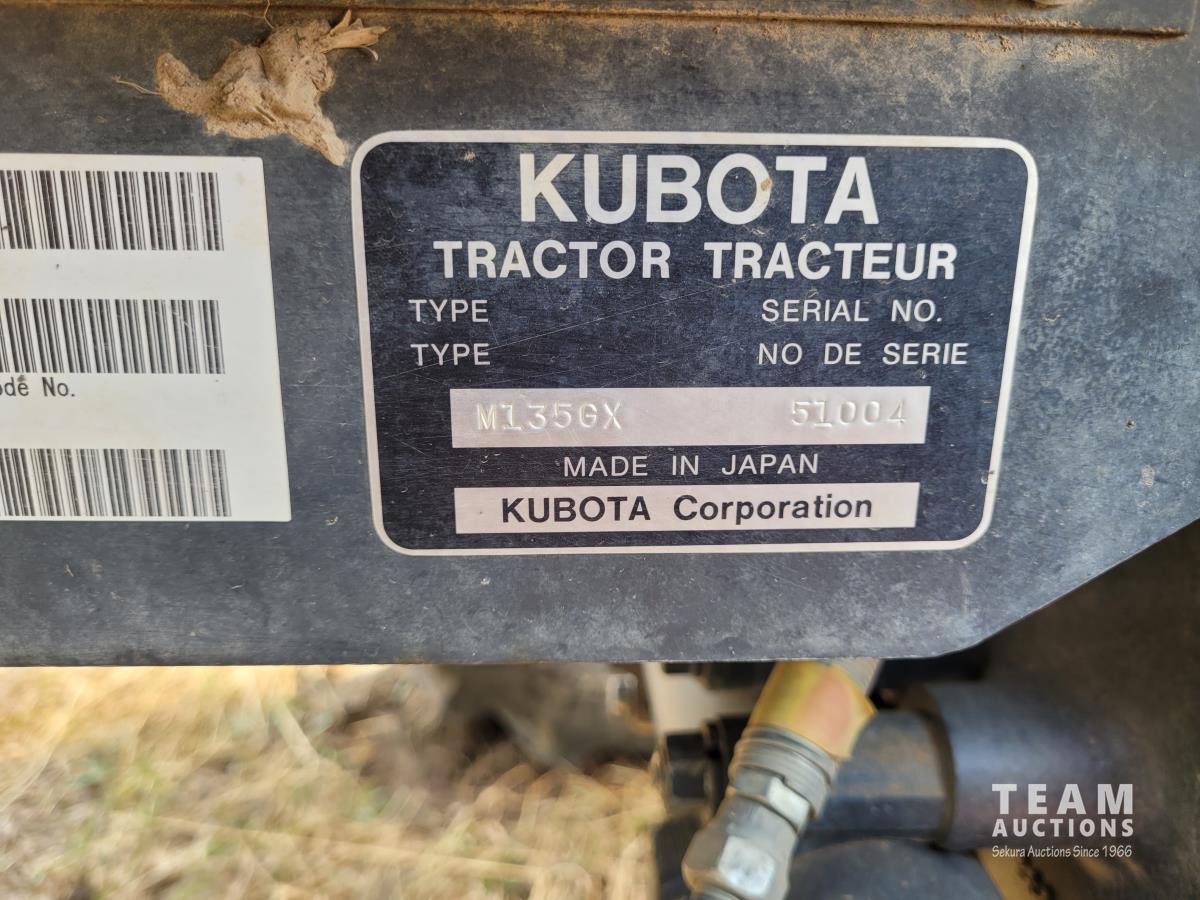 KUBOTA
TRACTOR TRACTEUR
TYPE SERIAL NO.
TYPE NO DE SERIE
M135GX 51004
MADE IN JAPAN
KUBOTA Corporation
No.
TEAM
AUCTIONS
Sekura Auctions Since 1966